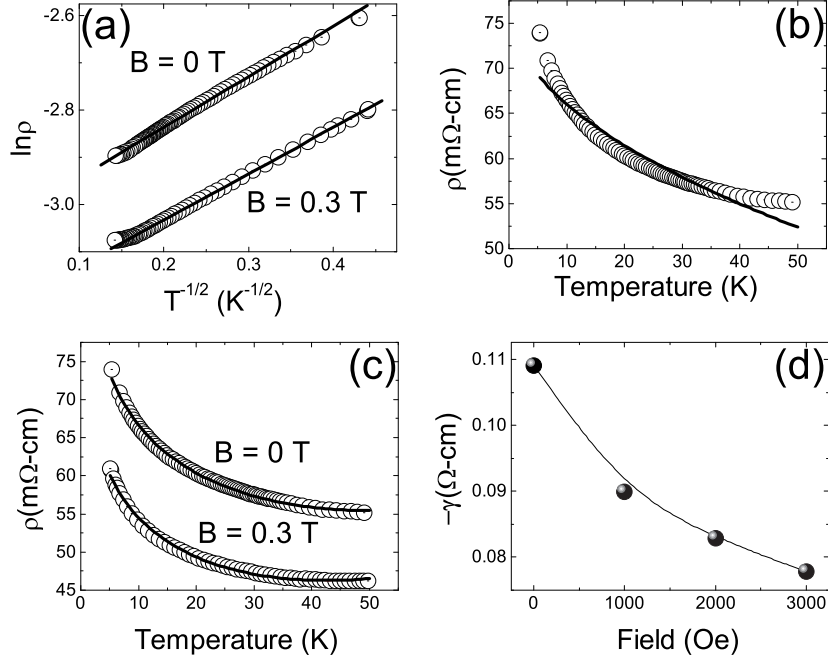 (a)
B = 0 T
B = 0.3 T
-2.6
-2.8
-3.0
lnρ
0.1 0.2 0.3 0.4
T-1/2 (K-1/2)
(b)
75
70
65
60
55
50
ρ(mΩ-cm)
0 10 20 30 40 50
Temperature (K)
(c)
B = 0 T
B = 0.3 T
75
70
65
60
55
50
45
ρ(mΩ-cm)
0 10 20 30 40 50
Temperature (K)
(d)
0.11
0.10
0.09
0.08
−γ(Ω-cm)
0 1000 2000 3000
Field (Oe)